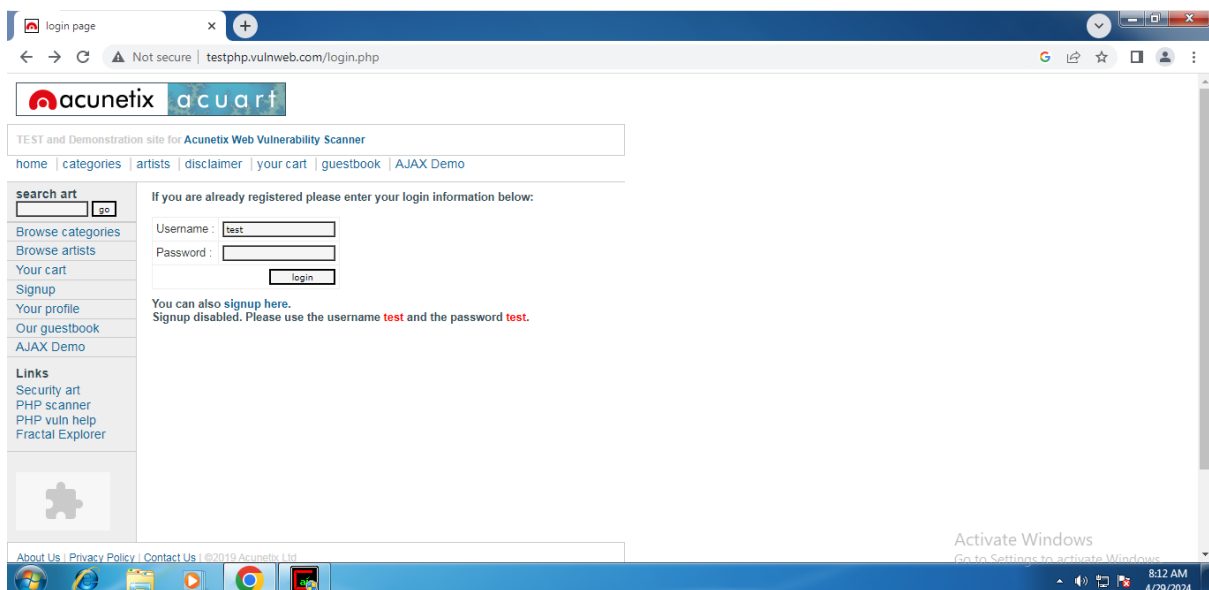 login page
Not secure | testphp.vulnweb.com/login.php
acunetix acuart
TEST and Demonstration site for Acunetix Web Vulnerability Scanner
home | categories | artists | disclaimer | your cart | guestbook | AJAX Demo
search art
go
Browse categories
Browse artists
Your cart
Signup
Your profile
Our guestbook
AJAX Demo
Links
Security art
PHP scanner
PHP vuln help
Fractal Explorer
If you are already registered please enter your login information below:
Username : test
Password :
login
You can also signup here.
Signup disabled. Please use the username test and the password test.
About Us | Privacy Policy | Contact Us | ©2019 Acunetix Ltd
Activate Windows
Go to Settings to activate Windows.
8:12 AM
4/29/2024